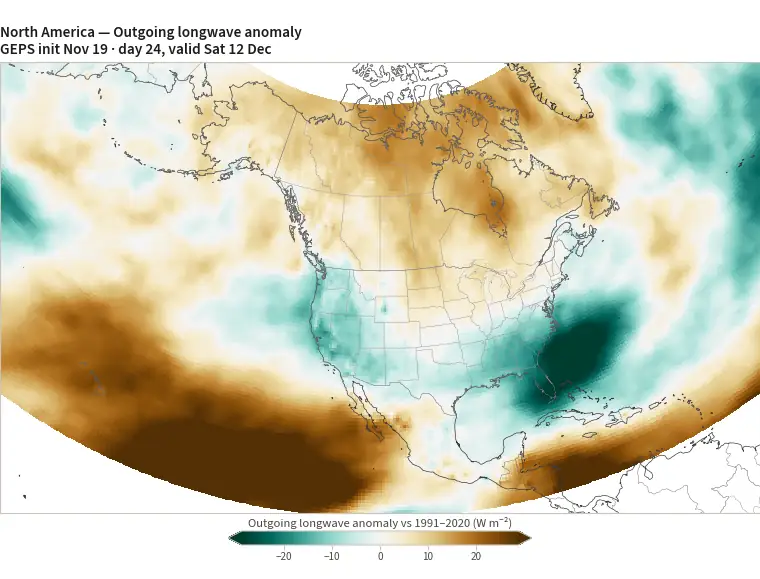 North America — Outgoing longwave anomaly
GEPS init Nov 19 · day 24, valid Sat 12 Dec
Outgoing longwave anomaly vs 1991–2020 (W m⁻²)
−20 −10 0 10 20